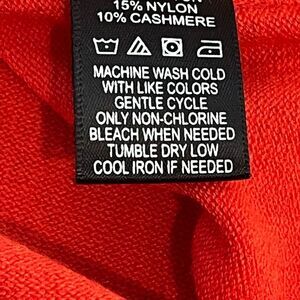 15% NYLON
10% CASHMERE
MACHINE WASH COLD
WITH LIKE COLORS
GENTLE CYCLE
ONLY NON-CHLORINE
BLEACH WHEN NEEDED
TUMBLE DRY LOW
COOL IRON IF NEEDED